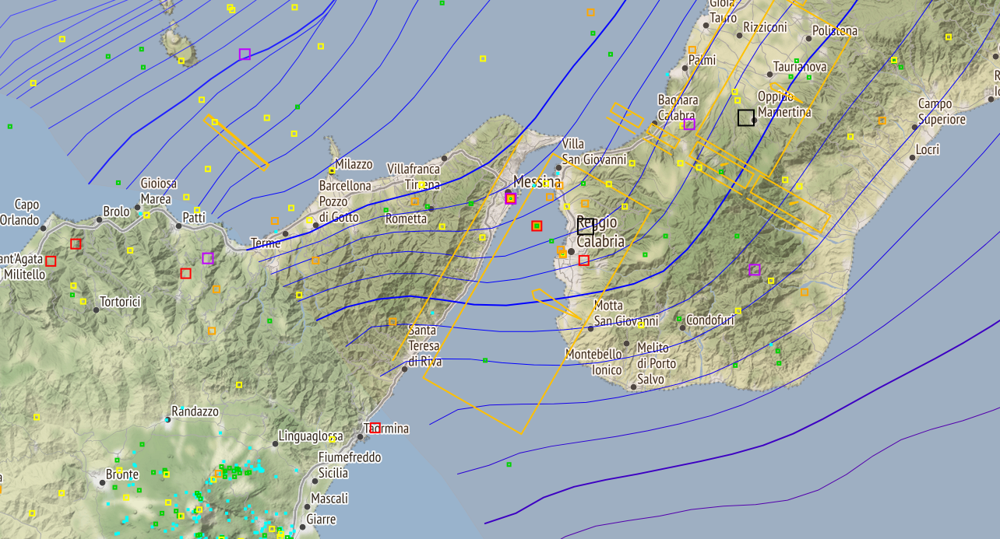 Gioia
Tauro
Rizziconi
Polistena
Palmi
Taurianova
Bagnara
Calabra
Oppido
Mamertina
Campo
Superiore
Locri
Villa
San Giovanni
Milazzo
Villafranca
Tirrena
Messina
Gioiosa
Marea
Barcellona
Pozzo
di Gotto
Capo
Orlando
Brolo
Patti
Rometta
Terme
Reggio
Calabria
ant'Agata
Militello
Tortorici
Motta
San Giovanni
Condofuri
Santa
Teresa
di Riva
Montebello
Ionico
Melito
di Porto
Salvo
Randazzo
Linguaglossa
Taormina
Fiumefreddo
Sicilia
Bronte
Mascali
Giarre